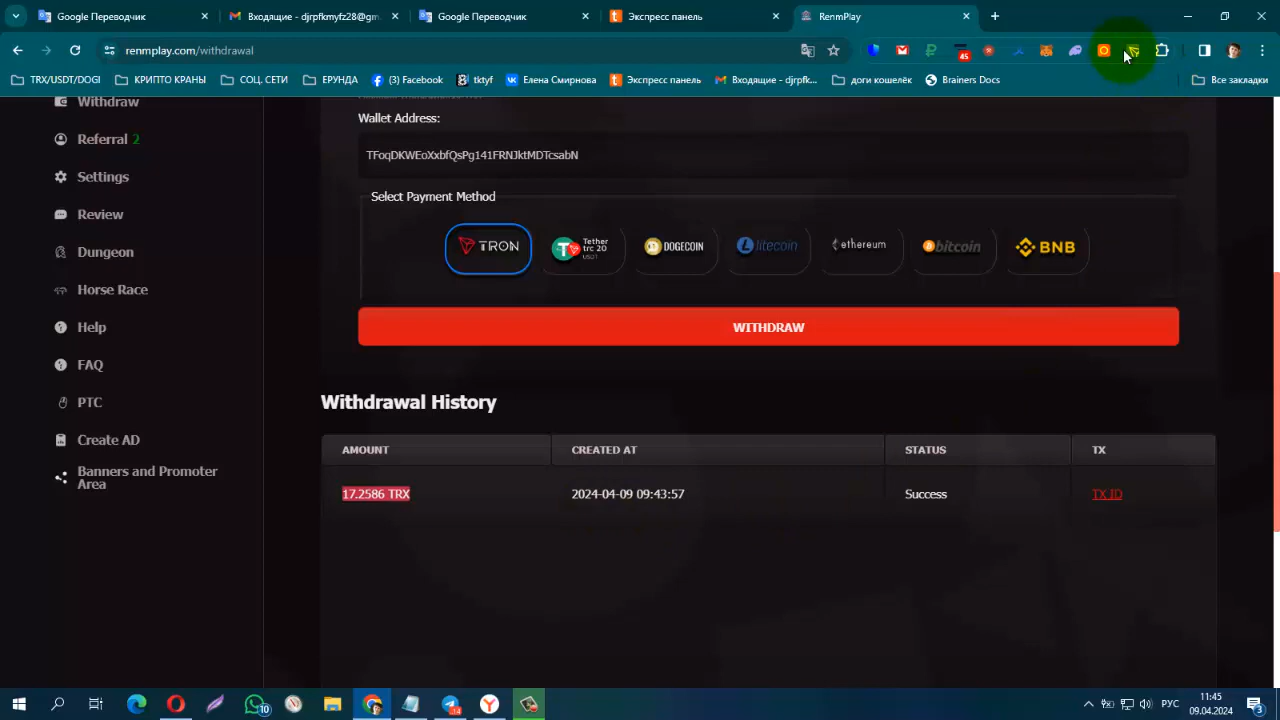 Google Переводчик
Входящие - djrpfkmyfz28@gm
Google Переводчик
Экспресс панель
RenmPlay
renmplay.com/withdrawal
45
TRX/USDT/DOGI
КРИПТО КРАНЫ
СОЦ. СЕТИ
ЕРУНДА
(3) Facebook
tktyf
Елена Смирнова
Экспресс панель
Входящие - djrpfk...
доги кошелёк
Brainers Docs
Все закладки
Withdraw
Referral 2
Settings
Review
Dungeon
Horse Race
Help
FAQ
PTC
Create AD
Banners and Promoter
Area
Wallet Address:
TFoqDKWEoXxbfQsPg141FRNJktMDTcsabN
Select Payment Method
TRON
Tether
trc 20
USDT
DOGECOIN
litecoin
ethereum
bitcoin
BNB
WITHDRAW
Withdrawal History
AMOUNT CREATED AT STATUS TX
17.2586 TRX 2024-04-09 09:43:57 Success TX ID
10
14
РУС
11:45
09.04.2024
3